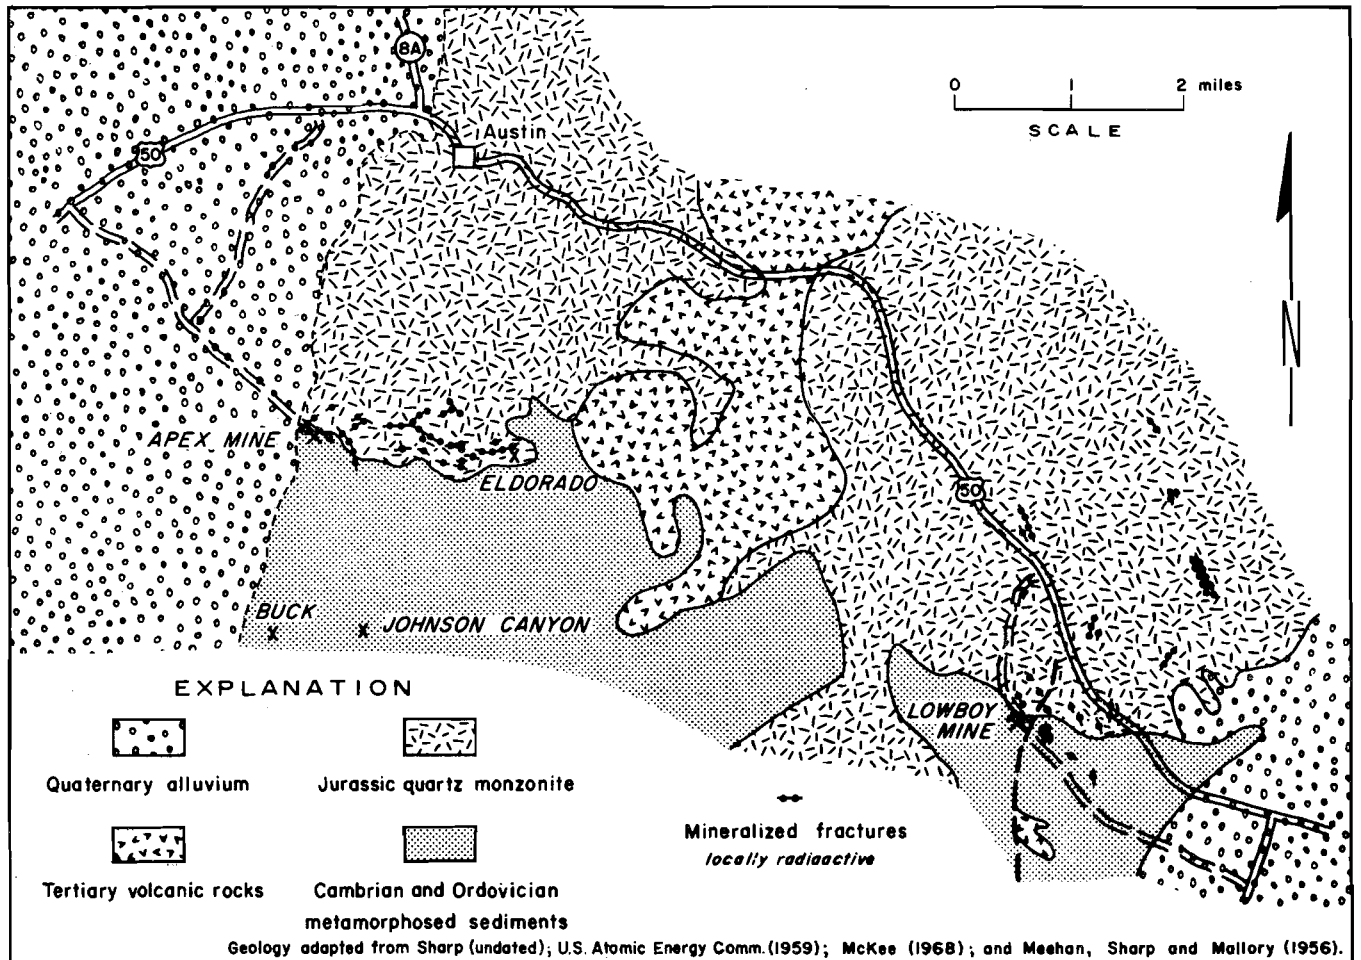 8A
0 1 2 miles
SCALE
Austin
50
N
APEX MINE
ELDORADO
50
BUCK
JOHNSON CANYON
LOWBOY
MINE
EXPLANATION
Quaternary alluvium
Jurassic quartz monzonite
Tertiary volcanic rocks
Cambrian and Ordovician
metamorphosed sediments
Mineralized fractures
locally radioactive
Geology adapted from Sharp (undated); U.S. Atomic Energy Comm. (1959); McKee (1968); and Meehan, Sharp and Mallory (1956).